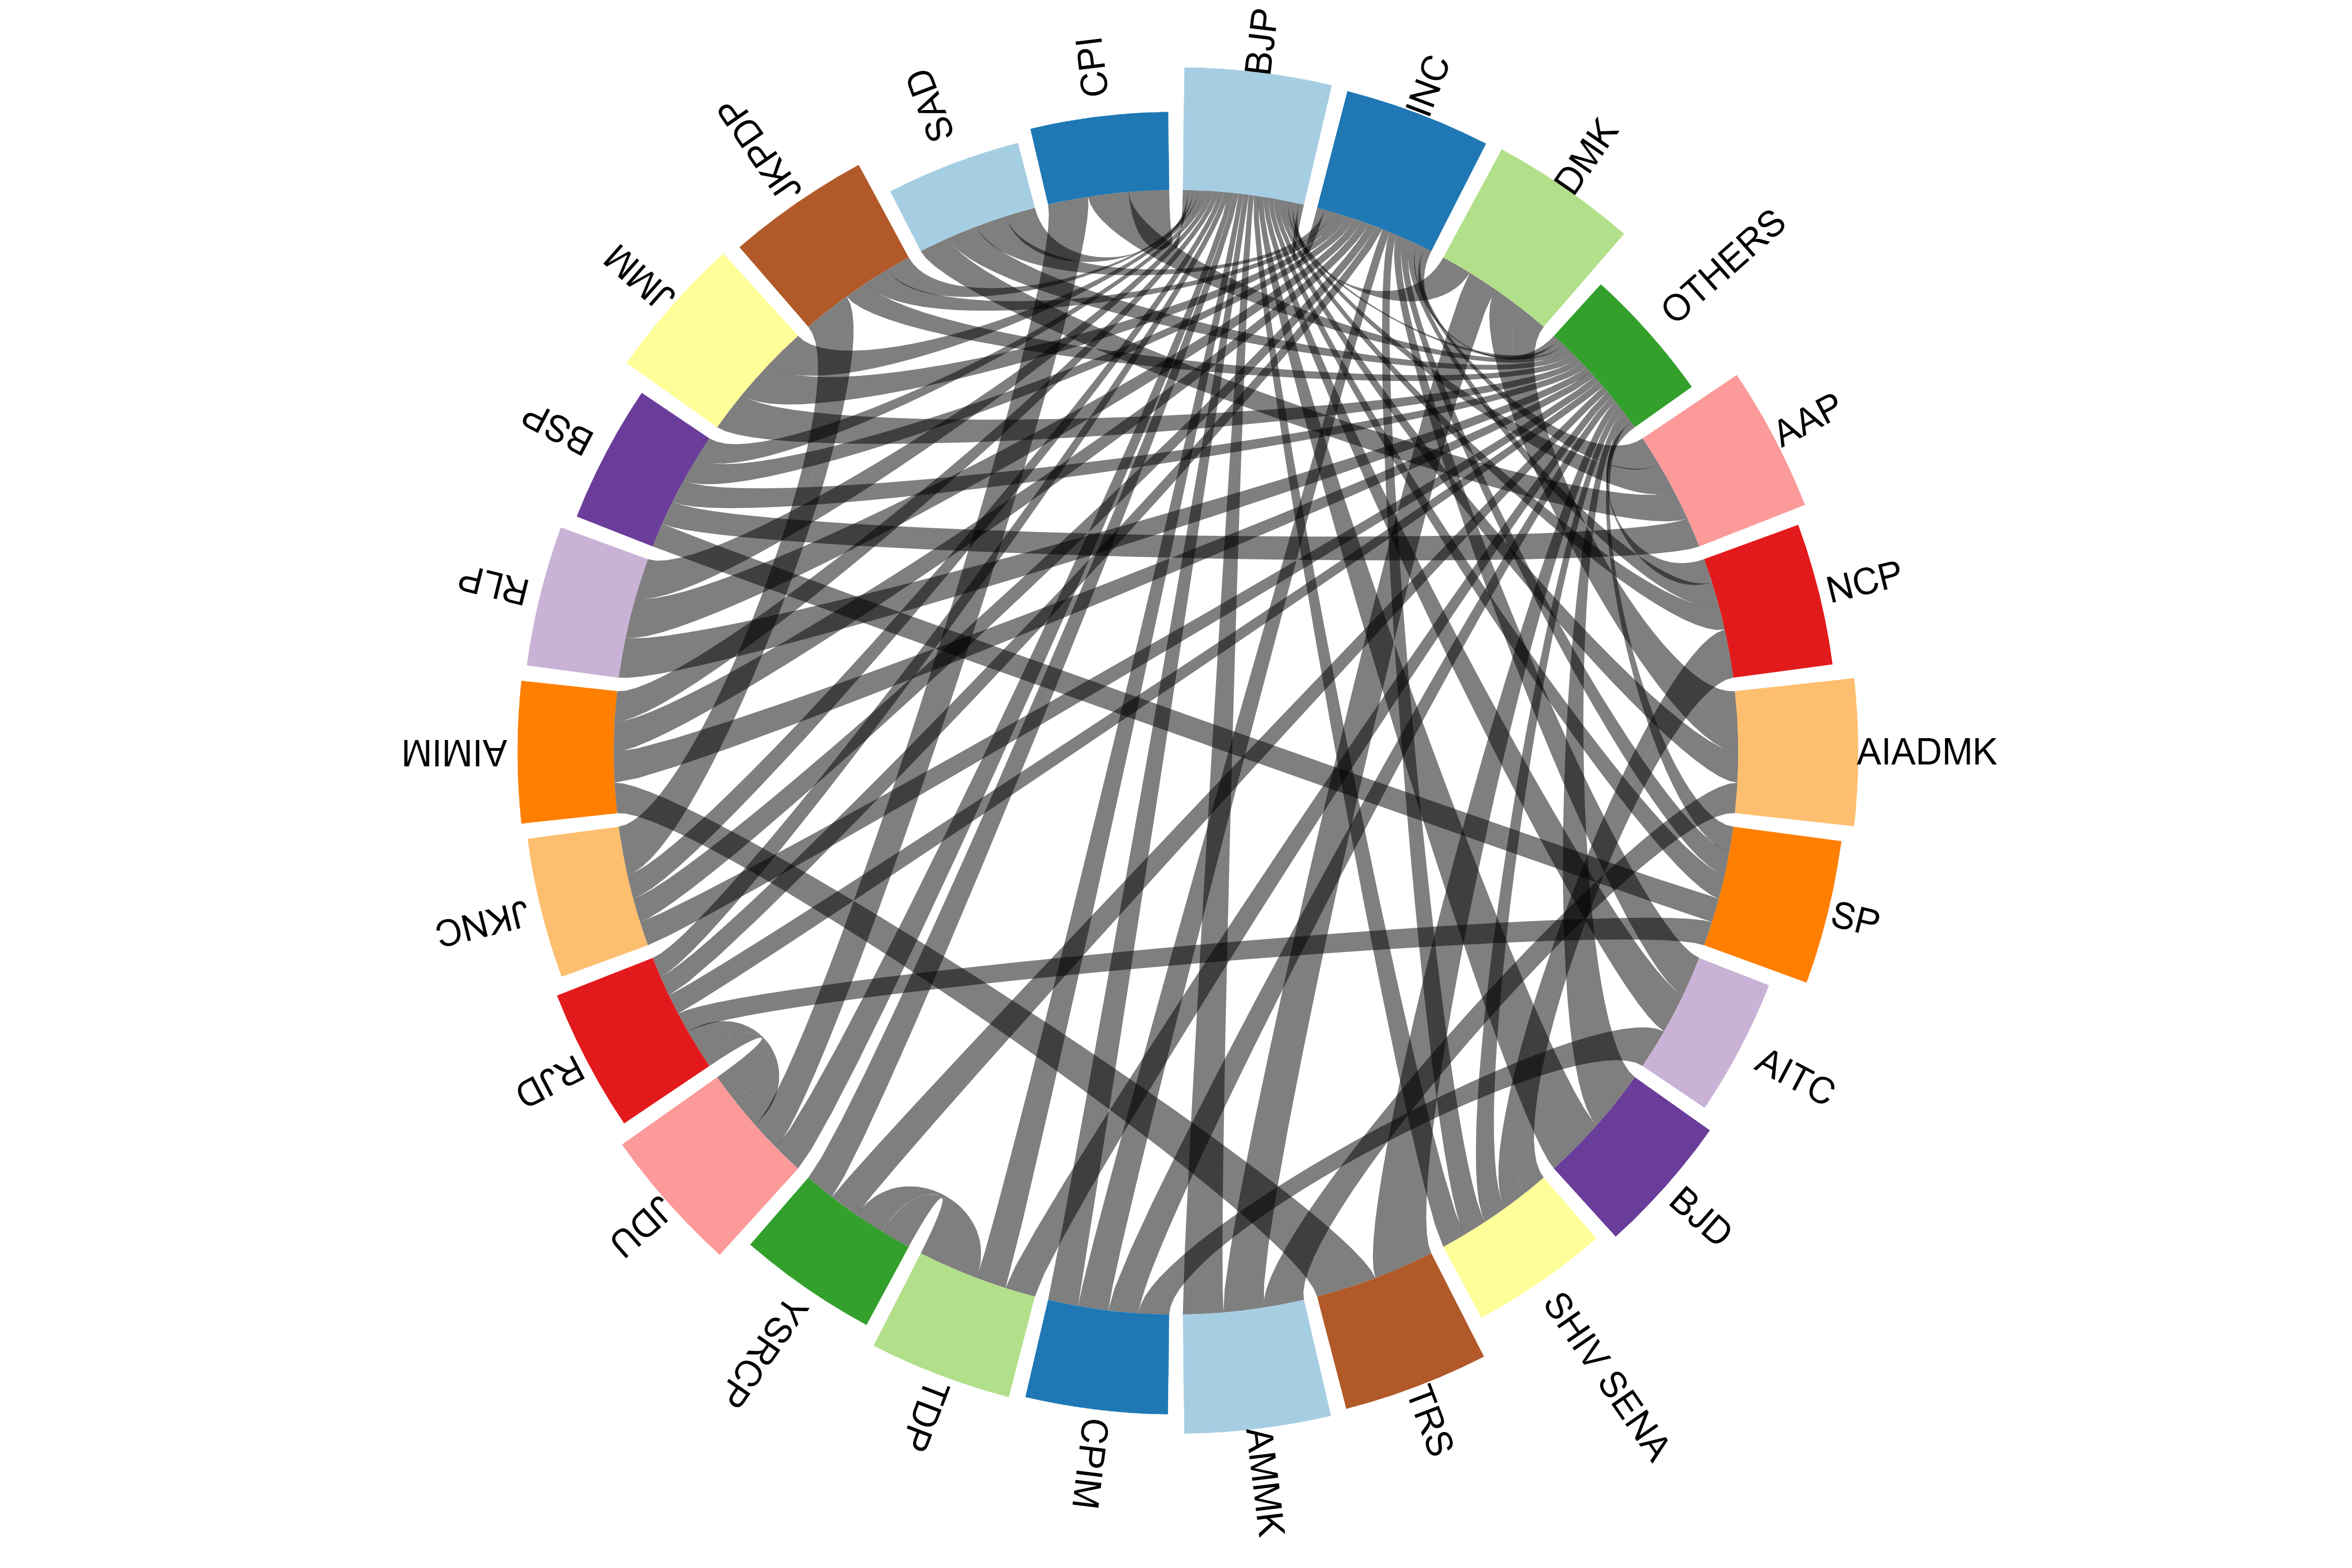 BJP
INC
DMK
OTHERS
AAP
NCP
AIADMK
SP
AITC
BJD
SHIV SENA
TRS
AMMK
CPIM
TDP
YSRCP
JDU
RJD
JKNC
AIMIM
RLP
BSP
JMM
JKPDP
SAD
CPI